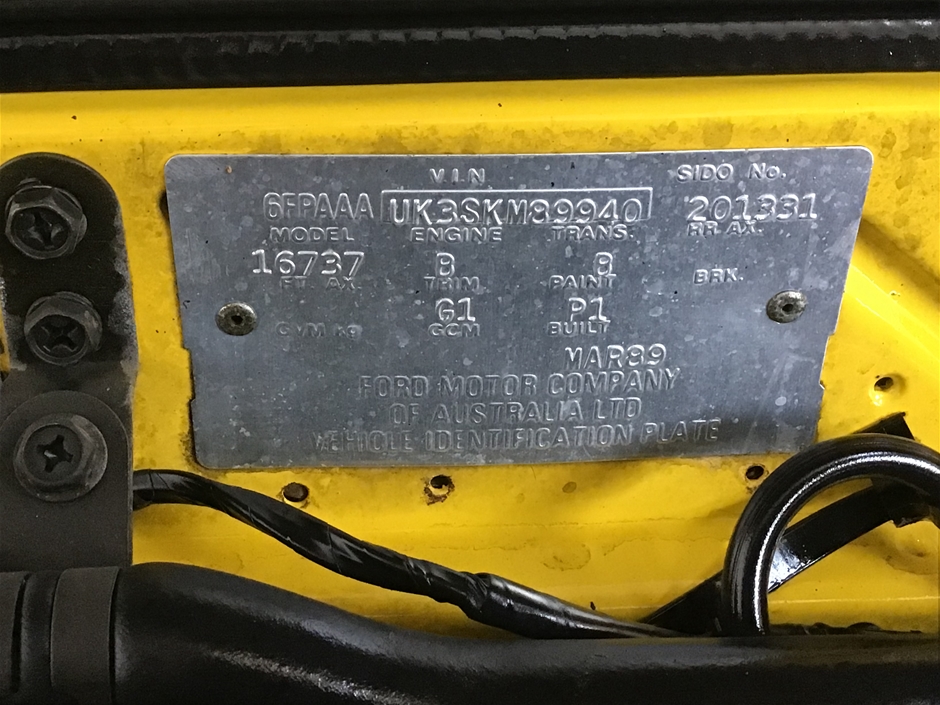 V.I.N SIDO No.
6FPAAA UK3SKM89940 201331
MODEL ENGINE TRANS. RR AX.
16737 B 8
FT. AX. TRIM PAINT BRK.
G1 P1
GVM KG GCM BUILT
MAR89
FORD MOTOR COMPANY
OF AUSTRALIA LTD
VEHICLE IDENTIFICATION PLATE